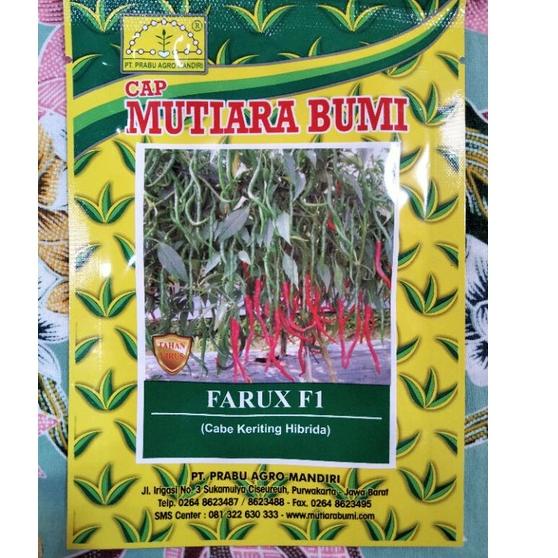 ®
PT. PRABU AGRO MANDIRI
CAP
MUTIARA BUMI
TAHAN
VIRUS
FARUX F1
(Cabe Keriting Hibrida)
PT. PRABU AGRO MANDIRI
Jl. Irigasi No. 3 Sukamulya Ciseureuh, Purwakarta - Jawa Barat
Telp. 0264 8623487 / 8623488 - Fax. 0264 8623495
SMS Center : 081 322 630 333 - www.mutiarabumi.com